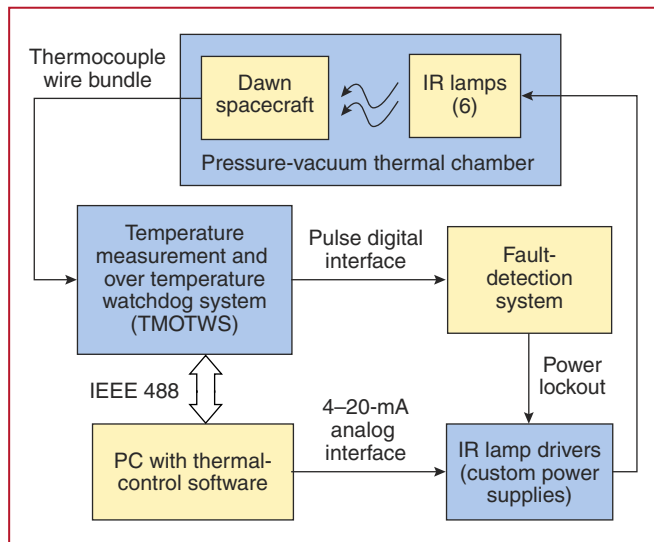 Thermocouple
wire bundle
Dawn
spacecraft
IR lamps
(6)
Pressure-vacuum thermal chamber
Temperature
measurement and
over temperature
watchdog system
(TMOTWS)
Pulse digital
interface
Fault-
detection
system
IEEE 488
Power
lockout
4–20-mA
analog
interface
PC with thermal-
control software
IR lamp drivers
(custom power
supplies)